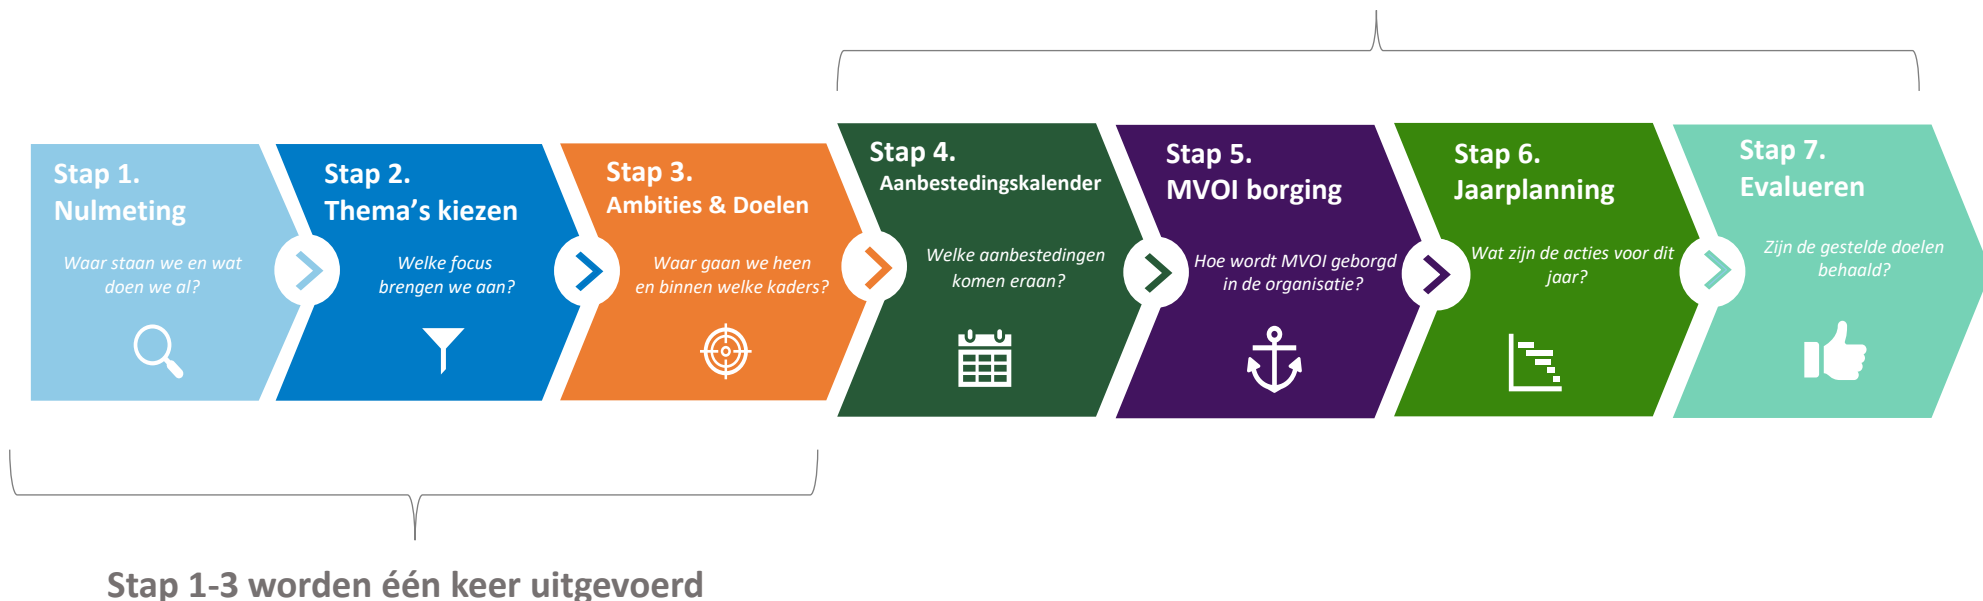 Stap 1.
Nulmeting
Waar staan we en wat
doen we al?
Stap 2.
Thema's kiezen
Welke focus
brengen we aan?
Stap 3.
Ambities & Doelen
Waar gaan we heen
en binnen welke kaders?
Stap 4.
Aanbestedingskalender
Welke aanbestedingen
komen eraan?
Stap 5.
MVOI borging
Hoe wordt MVOI geborgd
in de organisatie?
Stap 6.
Jaarplanning
Wat zijn de acties voor dit
jaar?
Stap 7.
Evalueren
Zijn de gestelde doelen
behaald?
Stap 1-3 worden één keer uitgevoerd